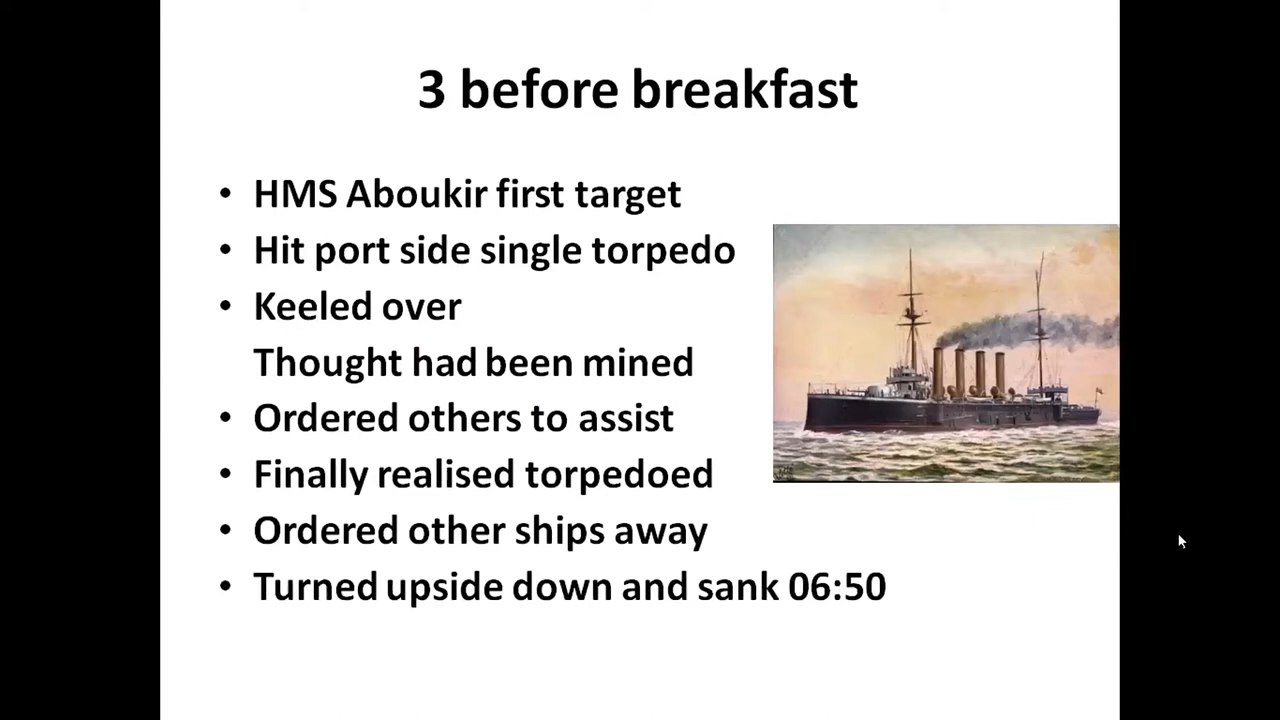 3 before breakfast
• HMS Aboukir first target
• Hit port side single torpedo
• Keeled over
Thought had been mined
• Ordered others to assist
• Finally realised torpedoed
• Ordered other ships away
• Turned upside down and sank 06:50